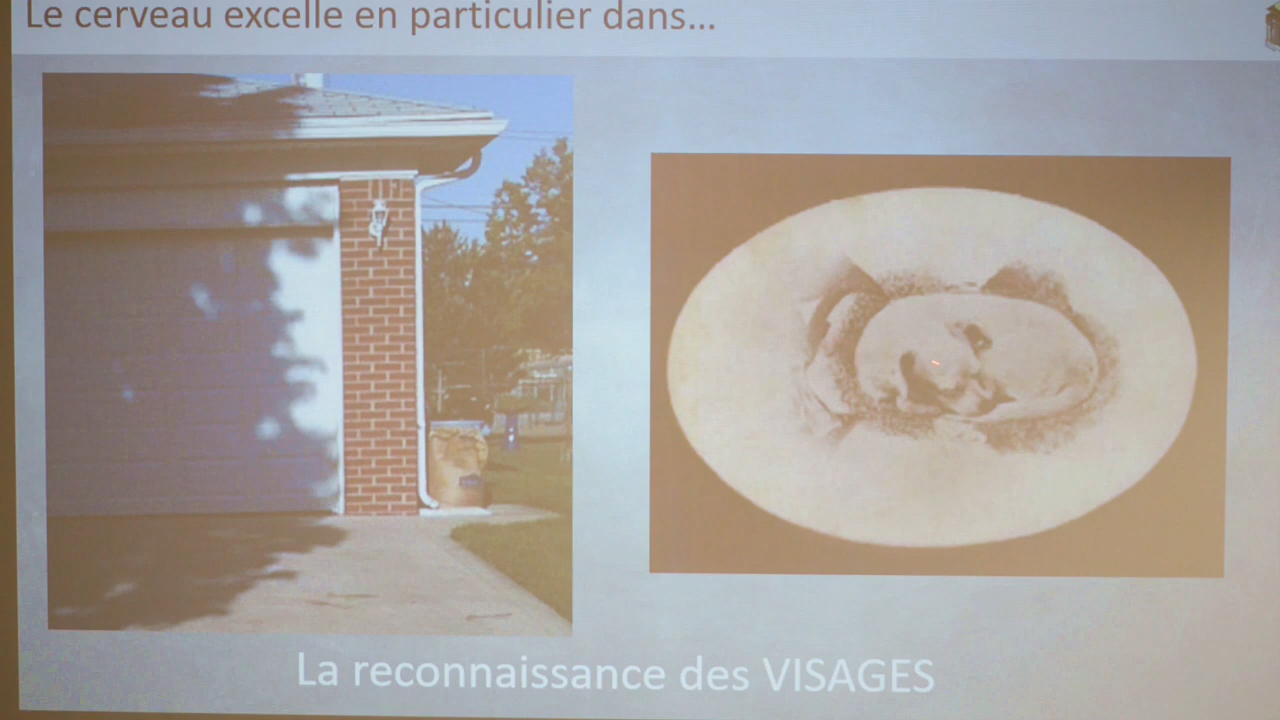 Le cerveau excelle en particulier dans...
La reconnaissance des VISAGES